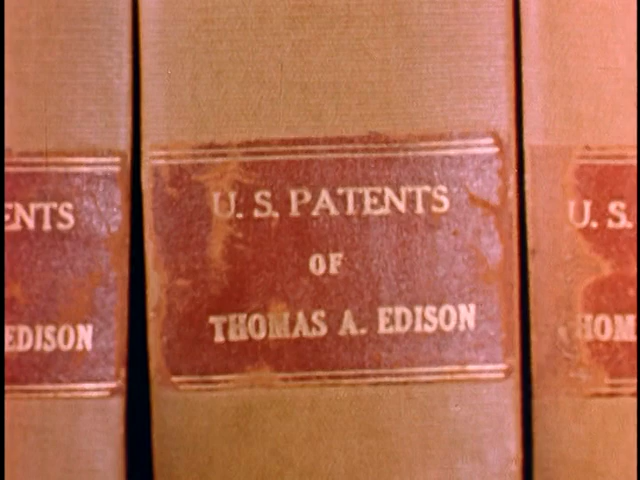 ENTS
EDISON
U. S. PATENTS
OF
THOMAS A. EDISON
U. S.
HOM